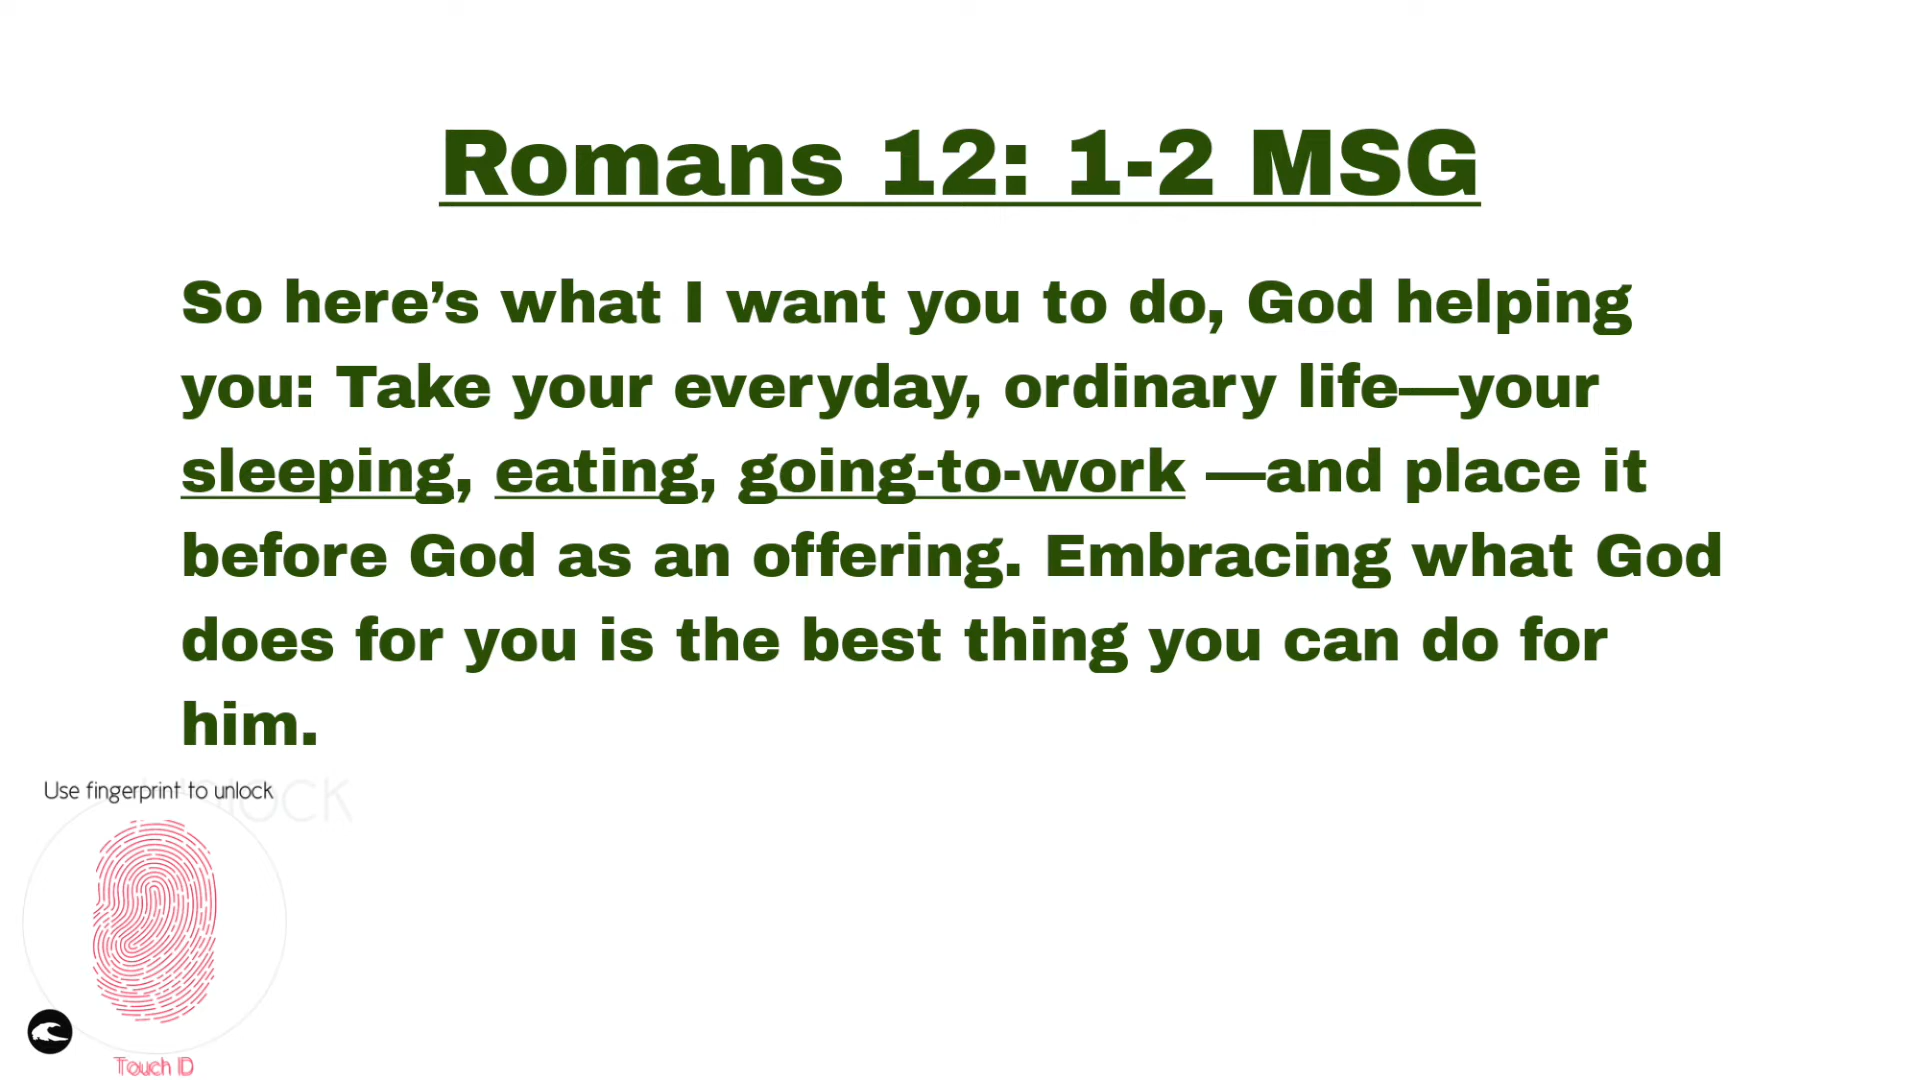 Romans 12: 1-2 MSG
So here’s what I want you to do, God helping
you: Take your everyday, ordinary life—your
sleeping, eating, going-to-work —and place it
before God as an offering. Embracing what God
does for you is the best thing you can do for
him.
Use fingerprint to unlock
Touch ID